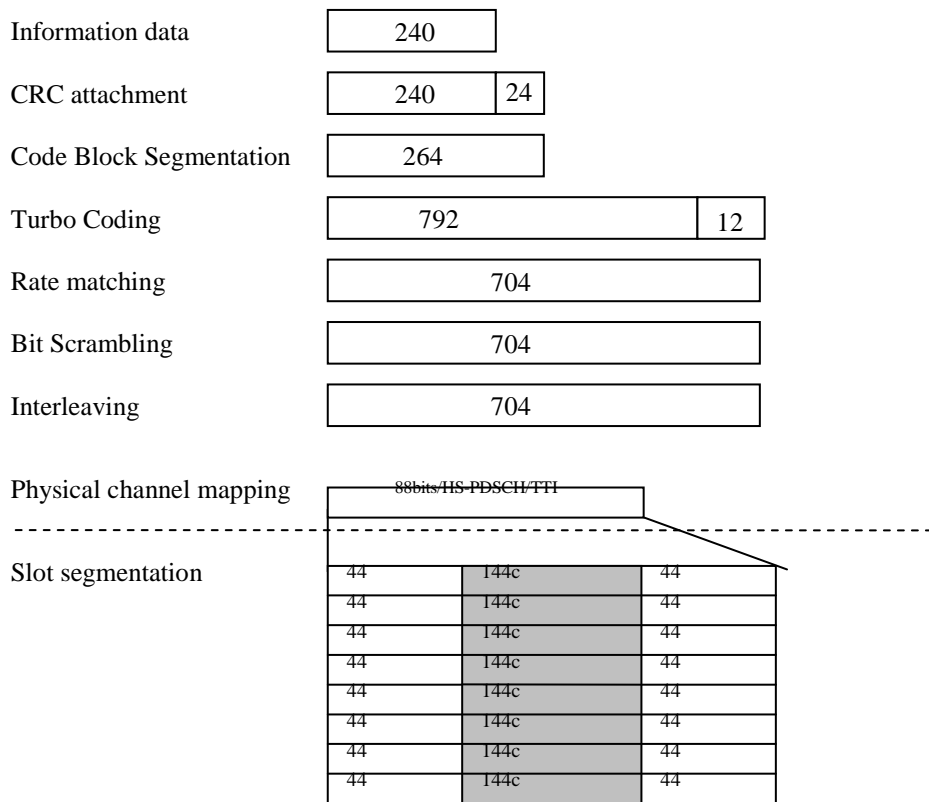 Information data 240
CRC attachment 240 24
Code Block Segmentation 264
Turbo Coding 792 12
Rate matching 704
Bit Scrambling 704
Interleaving 704
Physical channel mapping 88bits/HS-PDSCH/TTI
Slot segmentation 44 144c 44
44 144c 44
44 144c 44
44 144c 44
44 144c 44
44 144c 44
44 144c 44
44 144c 44